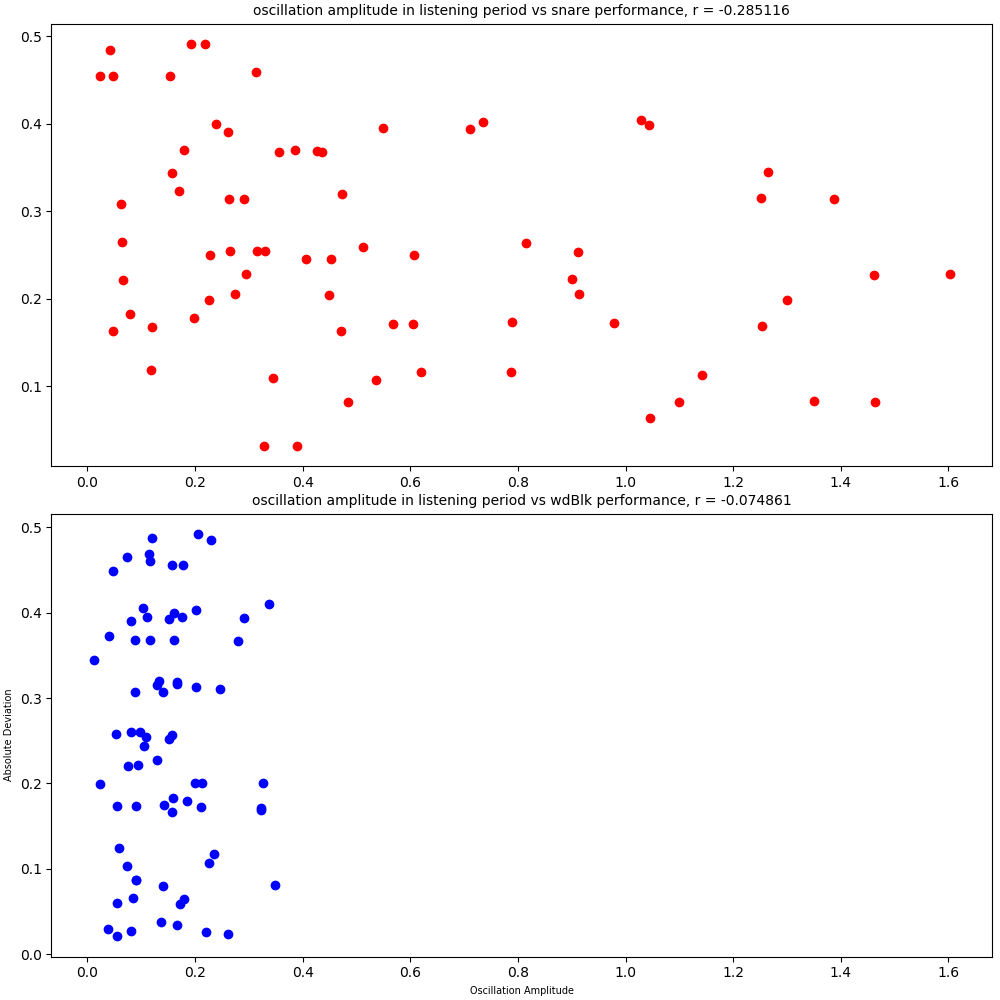 oscillation amplitude in listening period vs snare performance, r = -0.285116
0.5
0.4
0.3
0.2
0.1
0.0 0.2 0.4 0.6 0.8 1.0 1.2 1.4 1.6
oscillation amplitude in listening period vs wdBlk performance, r = -0.074861
0.5
0.4
0.3
0.2
0.1
0.0
Absolute Deviation
0.0 0.2 0.4 0.6 0.8 1.0 1.2 1.4 1.6
Oscillation Amplitude